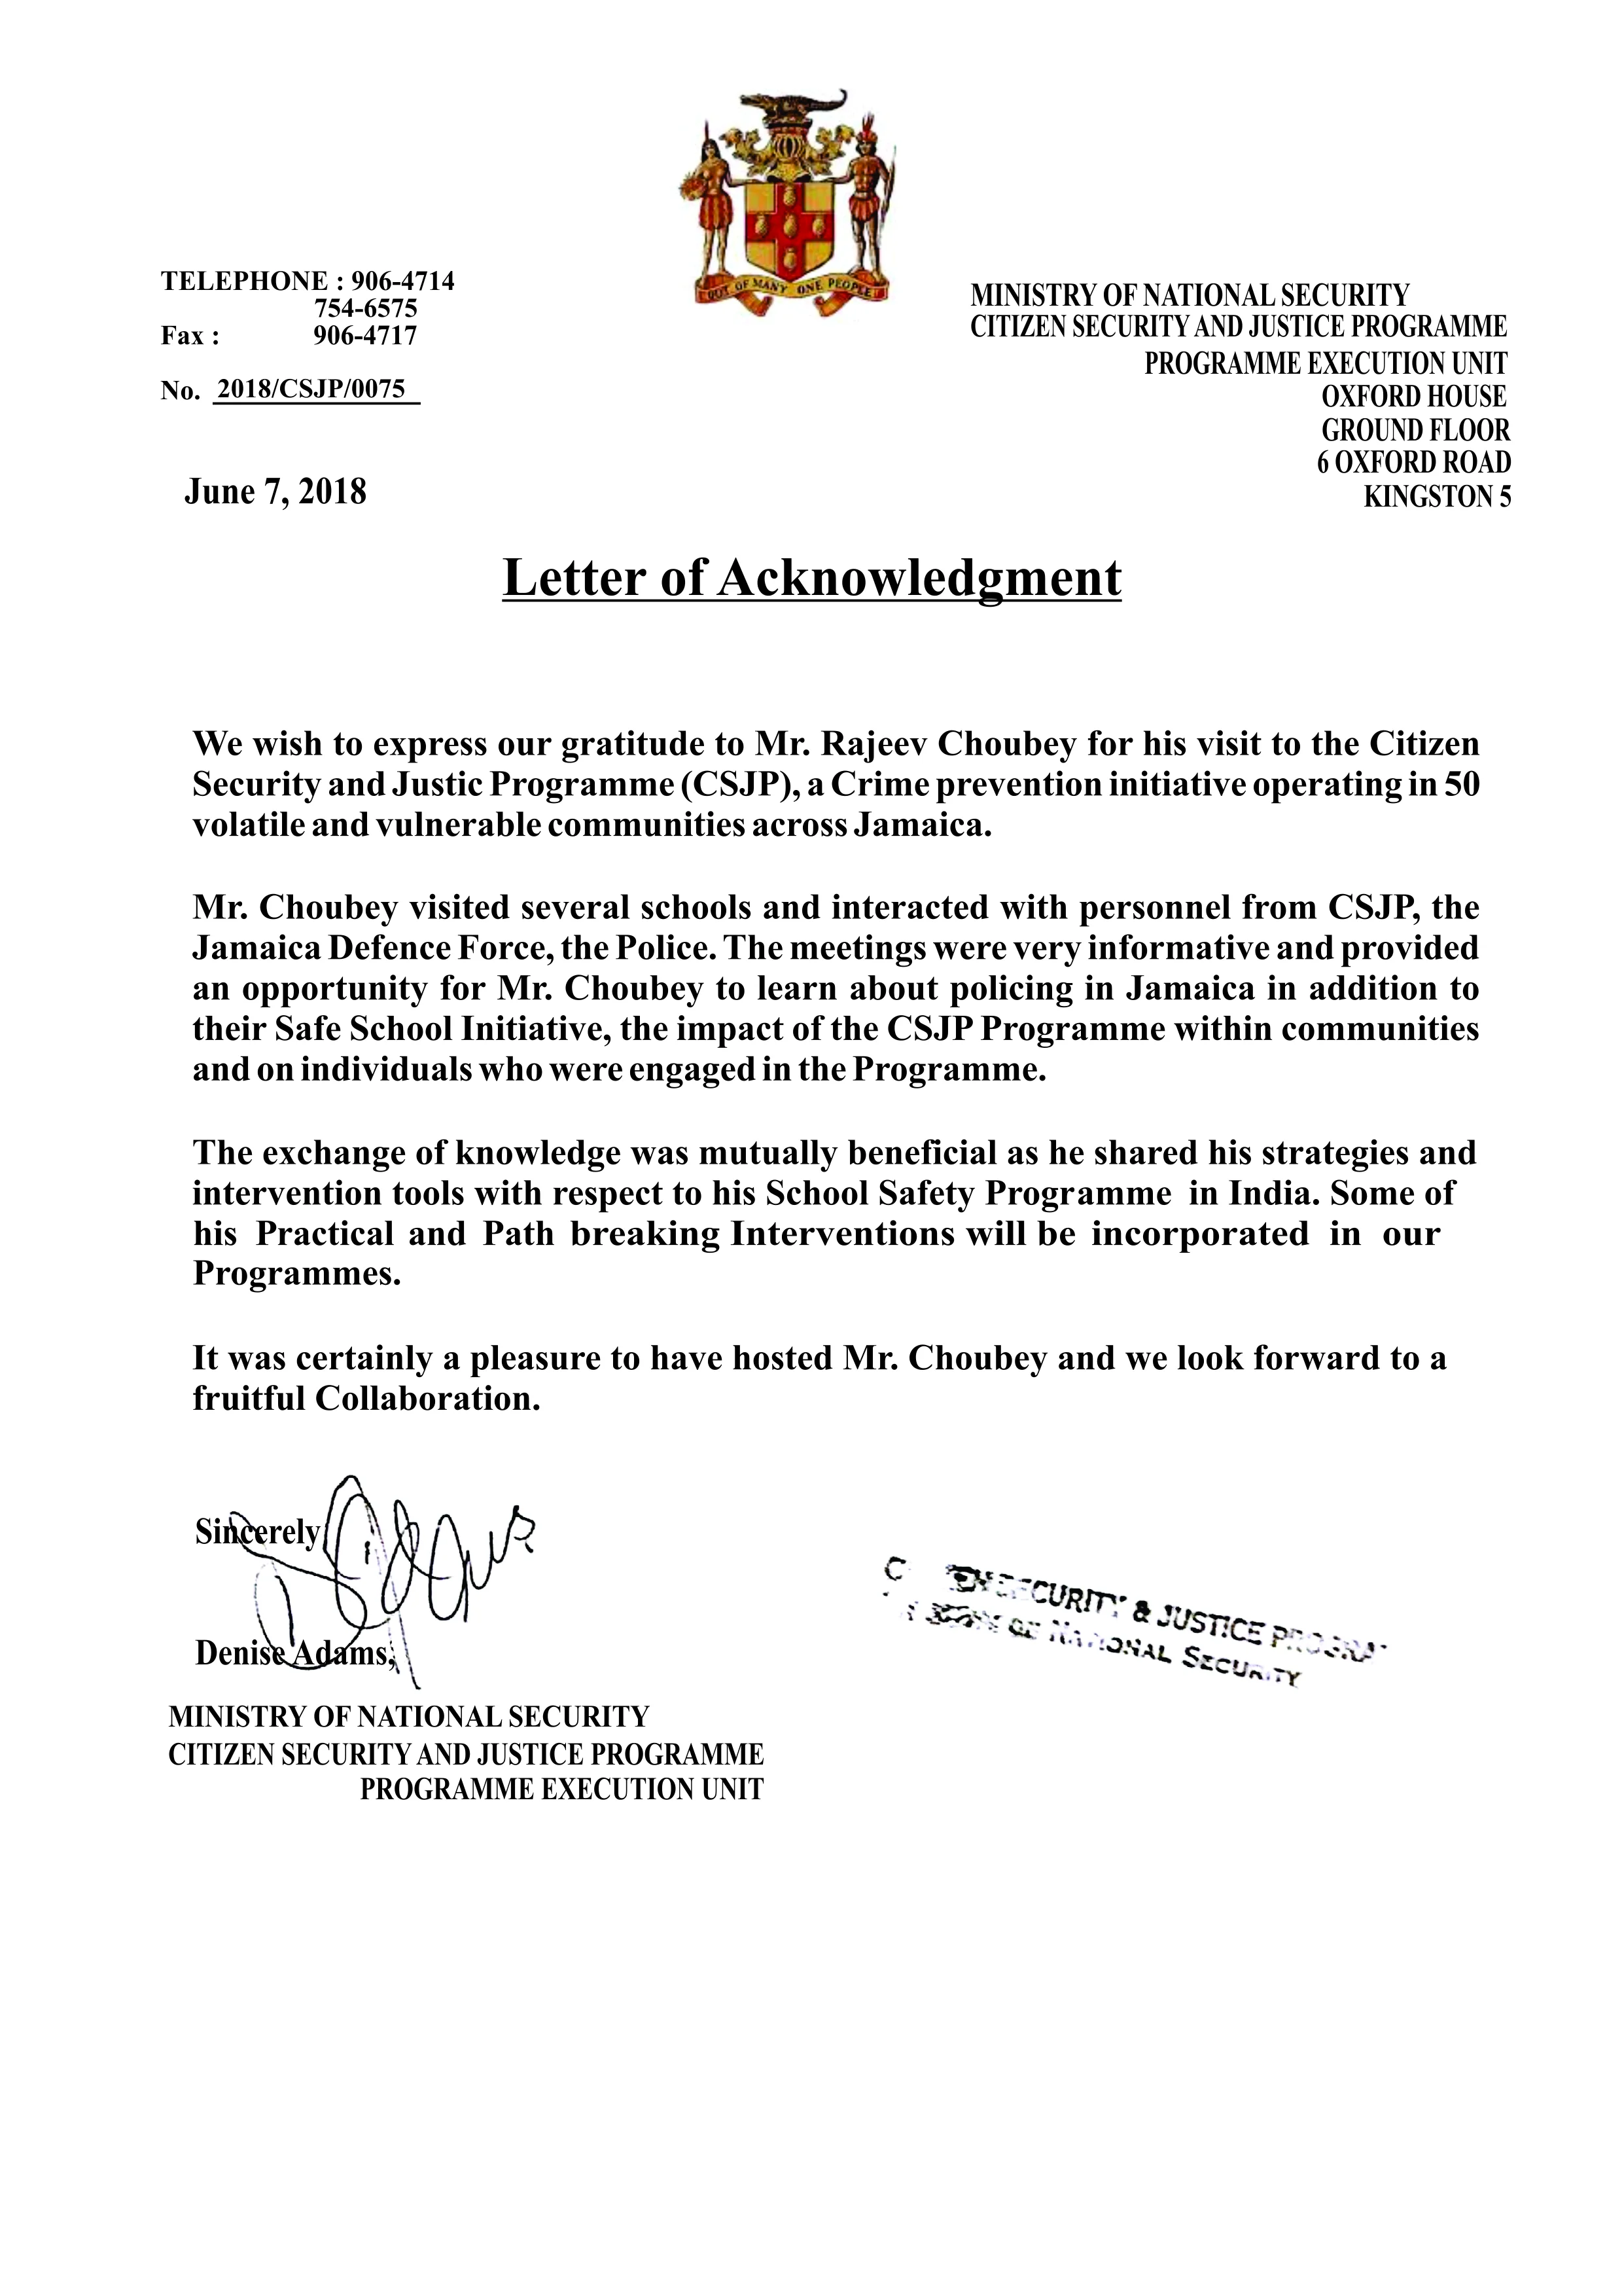 OUT OF MANY ONE PEOPLE
TELEPHONE : 906-4714
754-6575
Fax : 906-4717
No. 2018/CSJP/0075
MINISTRY OF NATIONAL SECURITY
CITIZEN SECURITY AND JUSTICE PROGRAMME
PROGRAMME EXECUTION UNIT
OXFORD HOUSE
GROUND FLOOR
6 OXFORD ROAD
KINGSTON 5
June 7, 2018
Letter of Acknowledgment
We wish to express our gratitude to Mr. Rajeev Choubey for his visit to the Citizen
Security and Justic Programme (CSJP), a Crime prevention initiative operating in 50
volatile and vulnerable communities across Jamaica.
Mr. Choubey visited several schools and interacted with personnel from CSJP, the
Jamaica Defence Force, the Police. The meetings were very informative and provided
an opportunity for Mr. Choubey to learn about policing in Jamaica in addition to
their Safe School Initiative, the impact of the CSJP Programme within communities
and on individuals who were engaged in the Programme.
The exchange of knowledge was mutually beneficial as he shared his strategies and
intervention tools with respect to his School Safety Programme in India. Some of
his Practical and Path breaking Interventions will be incorporated in our
Programmes.
It was certainly a pleasure to have hosted Mr. Choubey and we look forward to a
fruitful Collaboration.
Sincerely
Denise Adams,
MINISTRY OF NATIONAL SECURITY
CITIZEN SECURITY AND JUSTICE PROGRAMME
PROGRAMME EXECUTION UNIT
SECURITY & JUSTICE
NATIONAL SECURITY